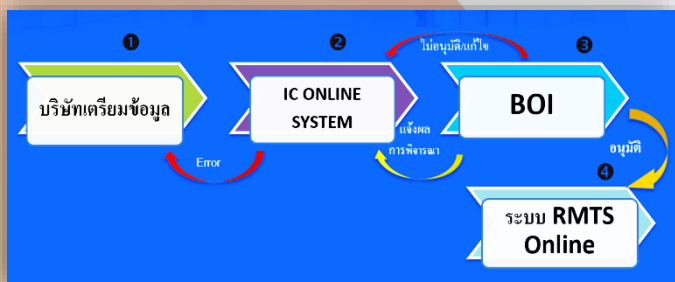 ❶
❷
❸
ไม่อนุมัติ/แก้ไข
บริษัทเตรียมข้อมูล
IC ONLINE
SYSTEM
BOI
แจ้งผล
การพิจารณา
Error
อนุมัติ
❹
ระบบ RMTS
Online